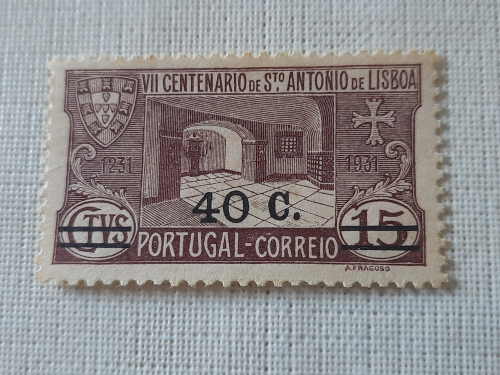 VII CENTENARIO DE STO. ANTONIO DE LISBOA
1231 1931
40 C.
CTVS 15
PORTUGAL-CORREIO
A.FRAGOSO